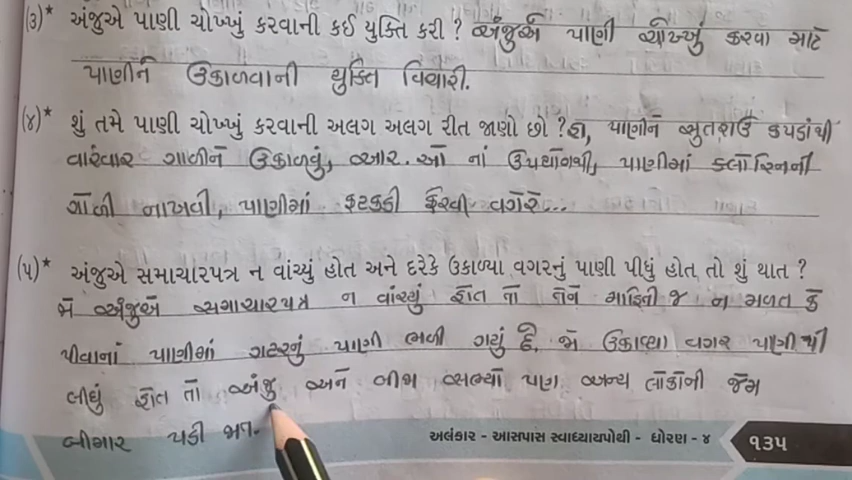 (૩)* અંજુએ પાણી ચોખ્ખું કરવાની કઈ યુક્તિ કરી ? અંજુએ પાણી ચોખ્ખું કરવા માટે
પાણીને ઉકાળવાની યુક્તિ વિચારી.
(૪)* શું તમે પાણી ચોખ્ખું કરવાની અલગ અલગ રીત જાણો છો ? હા, પાણીને સુતરાઉ કપડાંથી
વારંવાર ગાળીને ઉકાળવું, આર. ઓ નાં ઉપયોગથી, પાણીમાં ક્લોરિનની
ગોળી નાખવી, પાણીમાં ફટકડી ફેરવી વગેરે...
(૫)* અંજુએ સમાચારપત્ર ન વાંચ્યું હોત અને દરેકે ઉકાળ્યા વગરનું પાણી પીધું હોત તો શું થાત ?
જો અંજુએ સમાચારપત્ર ન વાંચ્યું હોત તો તેને માહિતી જ ન મળત કે
પીવાનાં પાણીમાં ગટરનું પાણી ભળી ગયું છે. જો ઉકાળ્યા વગર પાણી પી
લીધું હોત તો અંજુ અને બીજા સભ્યો પણ અન્ય લોકોની જેમ
બીમાર પડી જાત.
અલંકાર - આસપાસ સ્વાધ્યાયપોથી - ધોરણ - ૪ ૧૩૫